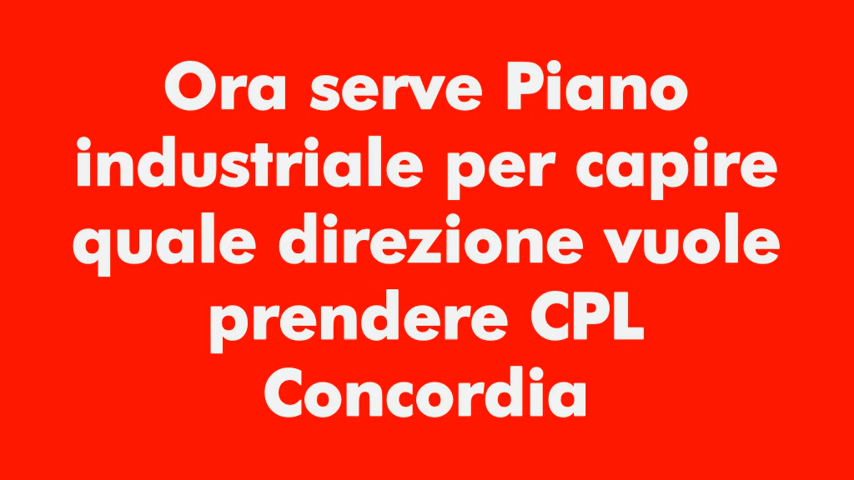 Ora serve Piano
industriale per capire
quale direzione vuole
prendere CPL
Concordia